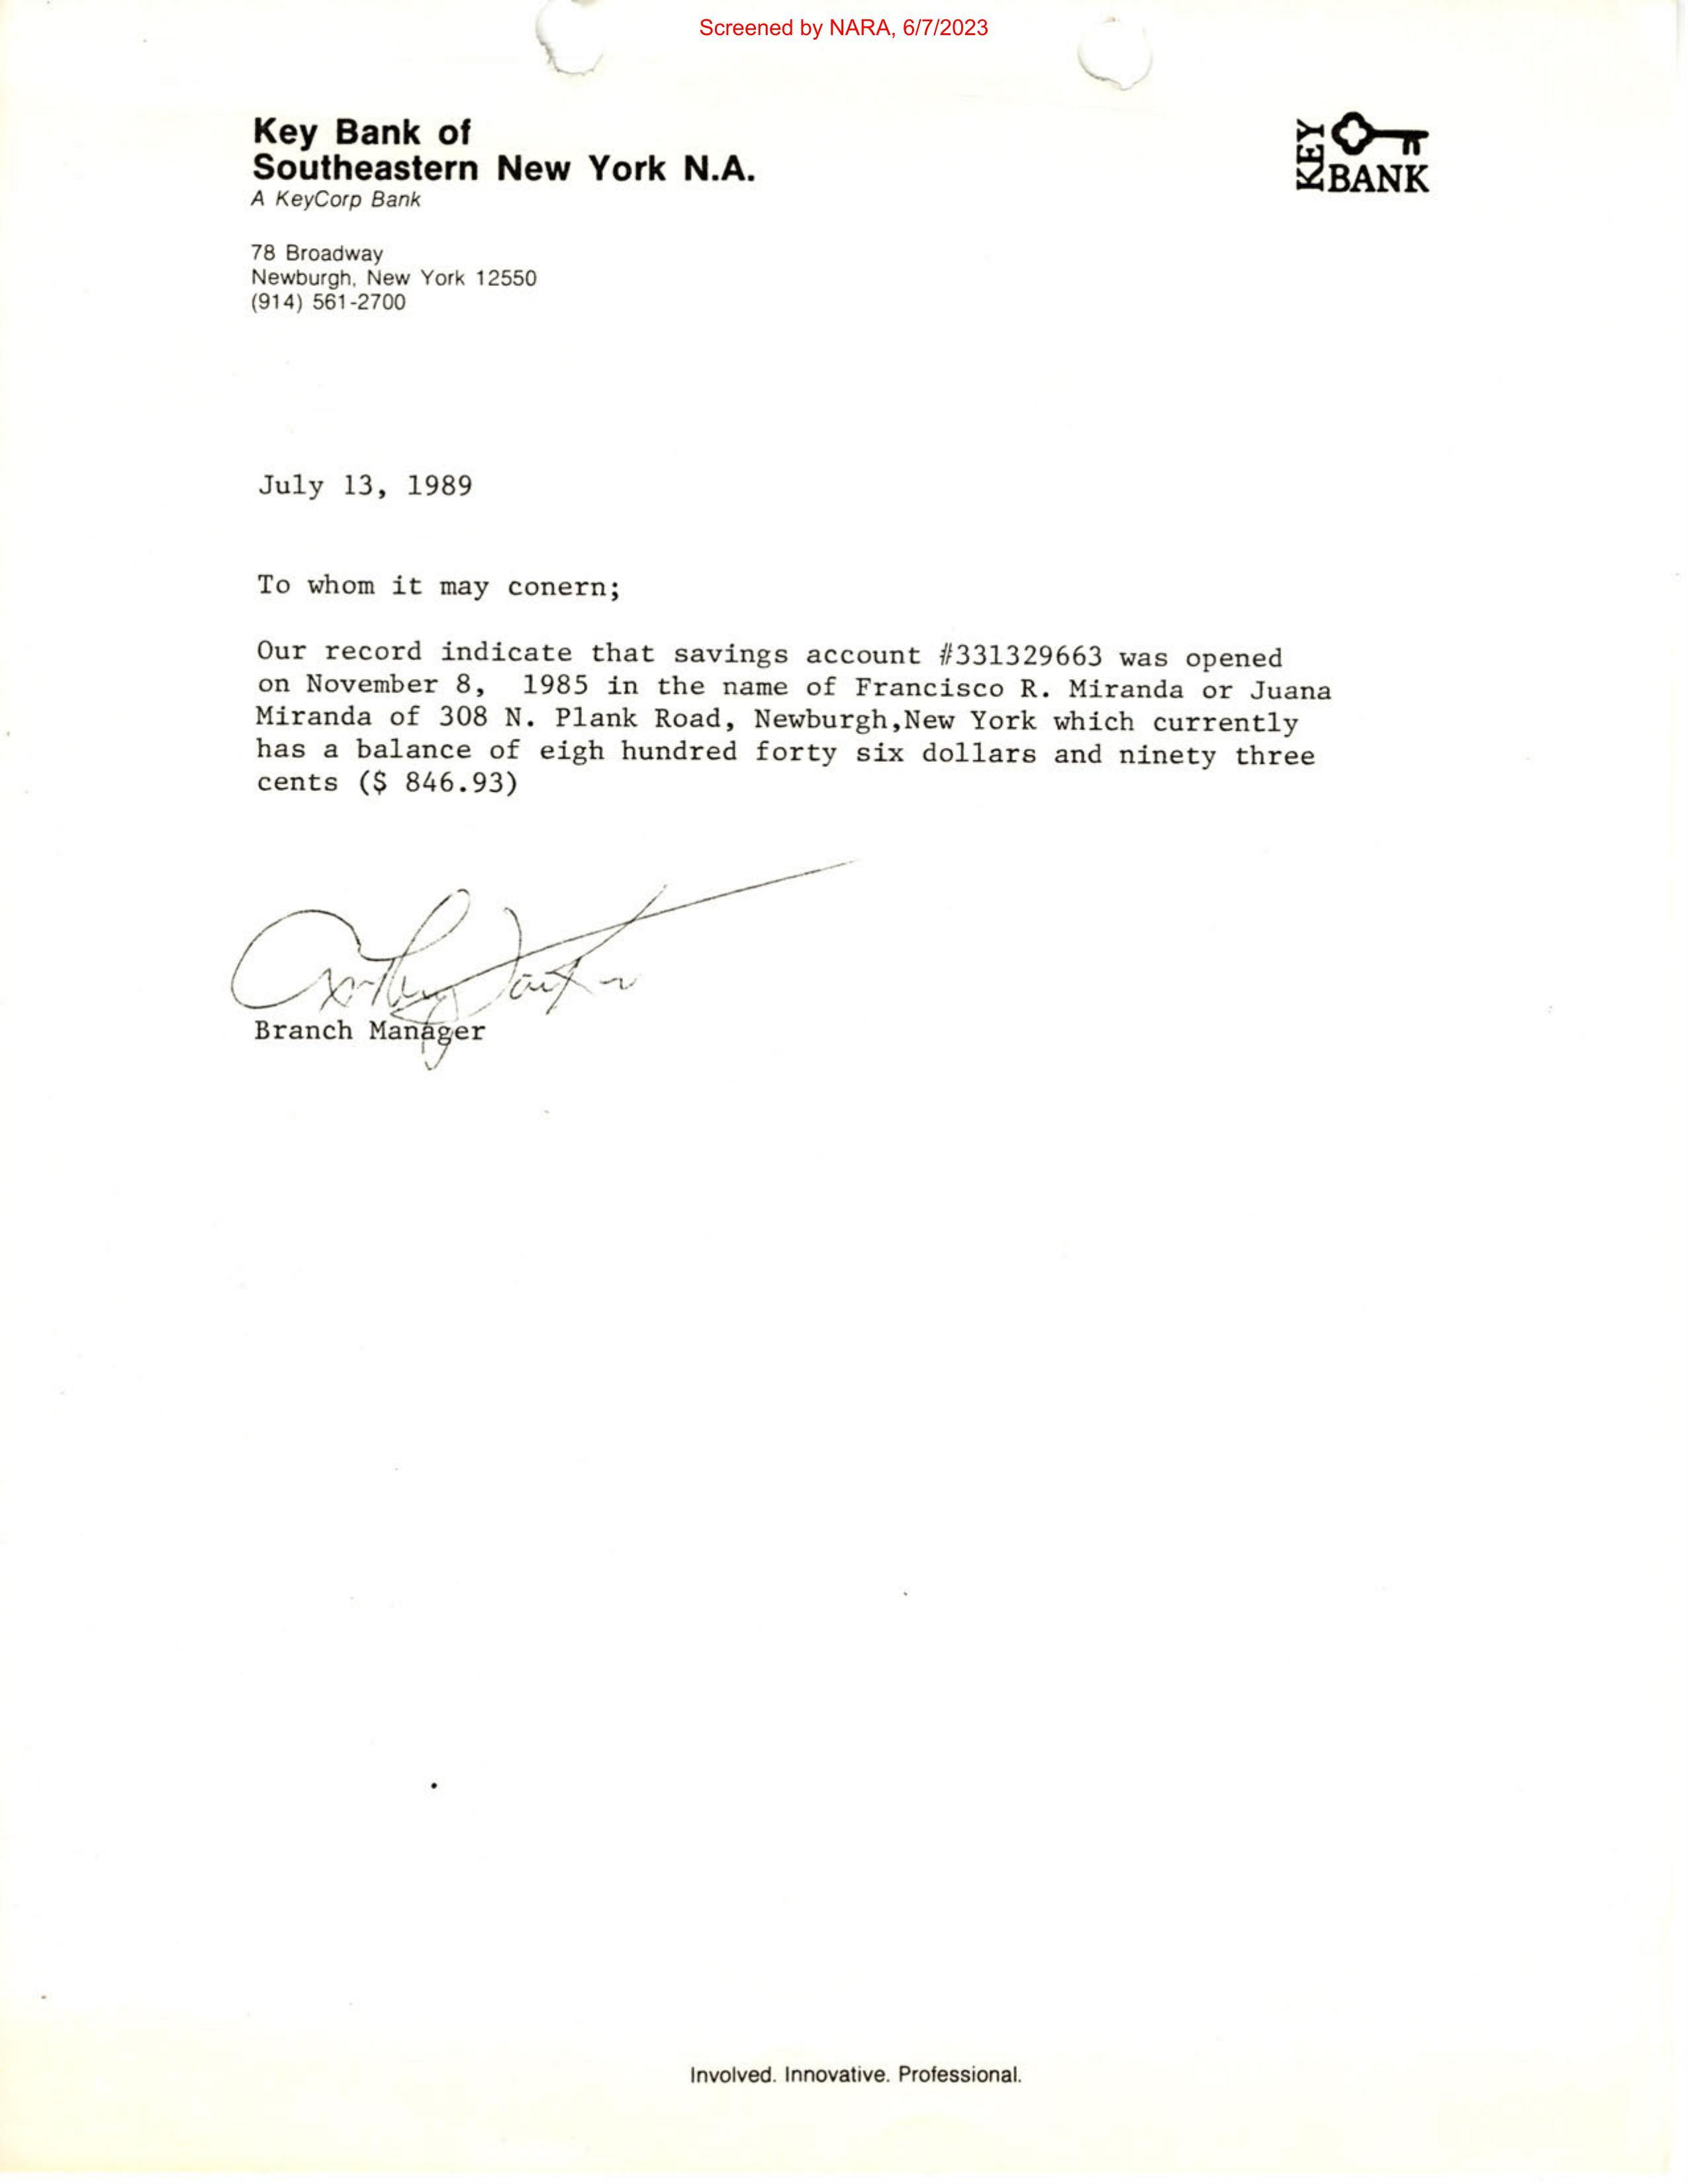 Screened by NARA, 6/7/2023
Key Bank of
Southeastern New York N.A.
A KeyCorp Bank
KEY
BANK
78 Broadway
Newburgh, New York 12550
(914) 561-2700
July 13, 1989
To whom it may conern;
Our record indicate that savings account #331329663 was opened
on November 8, 1985 in the name of Francisco R. Miranda or Juana
Miranda of 308 N. Plank Road, Newburgh,New York which currently
has a balance of eigh hundred forty six dollars and ninety three
cents ($ 846.93)
Branch Manager
Involved. Innovative. Professional.